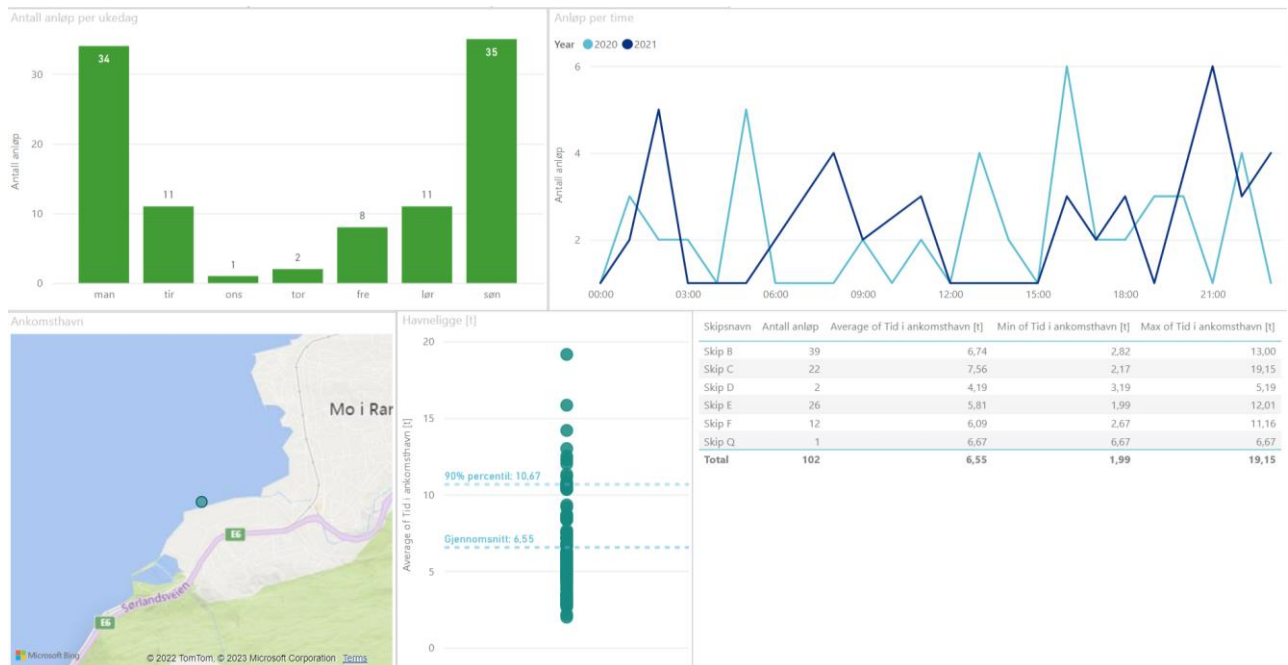 Antall anløp per ukedag
Antall anløp
30
20
10
0
34
11
1
2
8
11
35
man tir ons tor fre lør søn
Anløp per time
Year 2020 2021
Antall anløp
6
4
2
00:00 03:00 06:00 09:00 12:00 15:00 18:00 21:00
Ankomsthavn
Mo i Rar
E6
Sørlandsveien
E6
Microsoft Bing
© 2022 TomTom, © 2023 Microsoft Corporation Terms
Havneligge [t]
Average of Tid i ankomsthavn [t]
20
15
10
5
0
90% percentil: 10,67
Gjennomsnitt: 6,55
Skipsnavn Antall anløp Average of Tid i ankomsthavn [t] Min of Tid i ankomsthavn [t] Max of Tid i ankomsthavn [t]
Skip B 39 6,74 2,82 13,00
Skip C 22 7,56 2,17 19,15
Skip D 2 4,19 3,19 5,19
Skip E 26 5,81 1,99 12,01
Skip F 12 6,09 2,67 11,16
Skip Q 1 6,67 6,67 6,67
Total 102 6,55 1,99 19,15